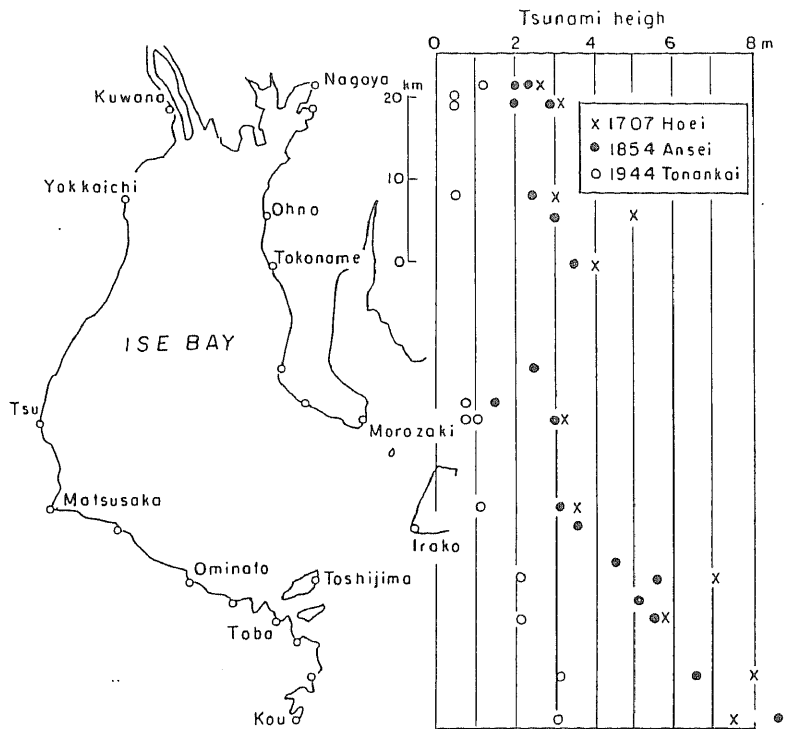 Tsunami heigh
0 2 4 6 8 m
km
20
10
0
x 1707 Hoei
● 1854 Ansei
○ 1944 Tonankai
Nagoya
Kuwana
Yokkaichi
Ohno
Tokoname
ISE BAY
Tsu
Morozaki
Matsusaka
Irako
Ominato
Toshijima
Toba
Kou